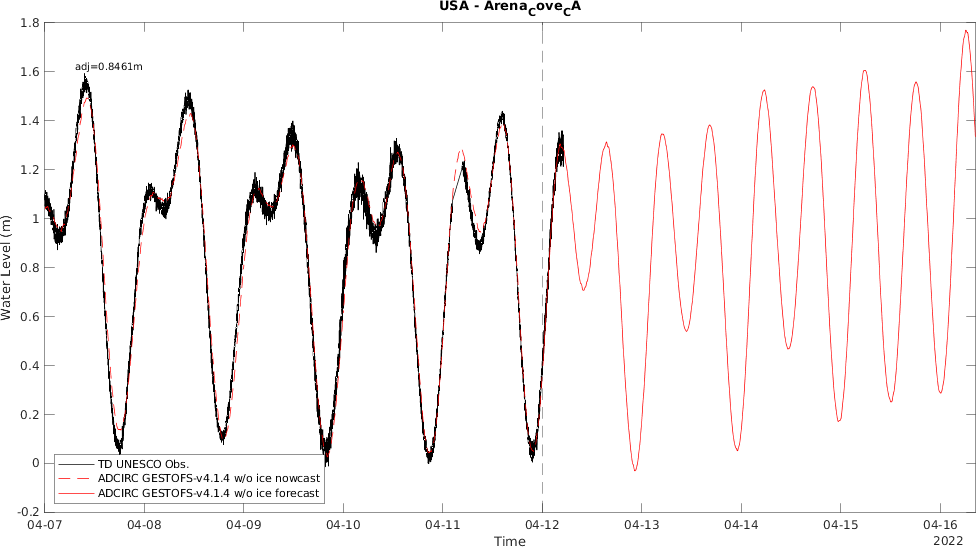 USA - ArenaCoveCA
adj=0.8461m
1.8
1.6
1.4
1.2
1
0.8
0.6
0.4
0.2
0
-0.2
Water Level (m)
TD UNESCO Obs.
ADCIRC GESTOFS-v4.1.4 w/o ice nowcast
ADCIRC GESTOFS-v4.1.4 w/o ice forecast
04-07 04-08 04-09 04-10 04-11 04-12 04-13 04-14 04-15 04-16
Time
2022